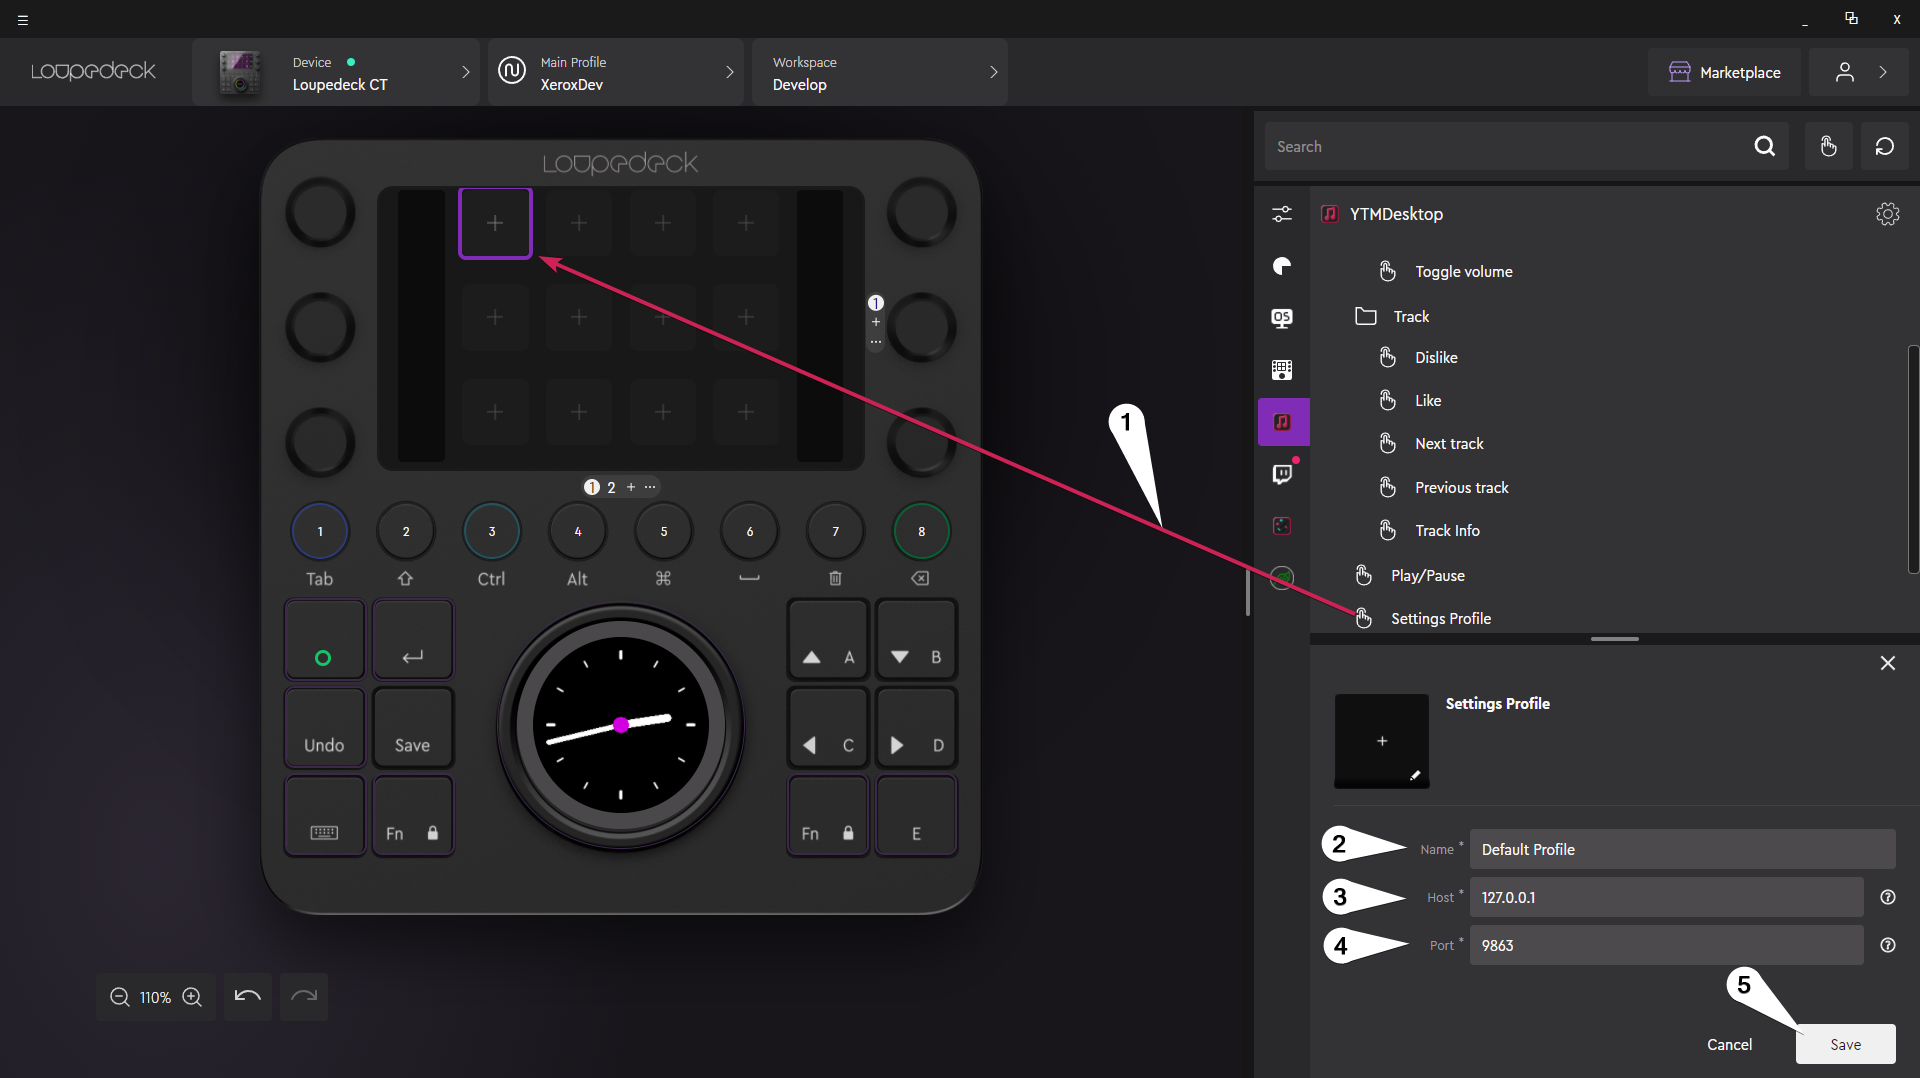 Loupedeck
Device
Loupedeck CT
Main Profile
XeroxDev
Workspace
Develop
Marketplace
Loupedeck
Search
YTMDesktop
Toggle volume
Track
Dislike
Like
Next track
Previous track
Track Info
Play/Pause
Settings Profile
OS
1
1
1 2 + ...
1 2 3 4 5 6 7 8
Tab Ctrl Alt
A B
Undo Save C D
Fn Fn E
Settings Profile
2 Name * Default Profile
3 Host * 127.0.0.1
4 Port * 9863
5
Cancel Save
110%